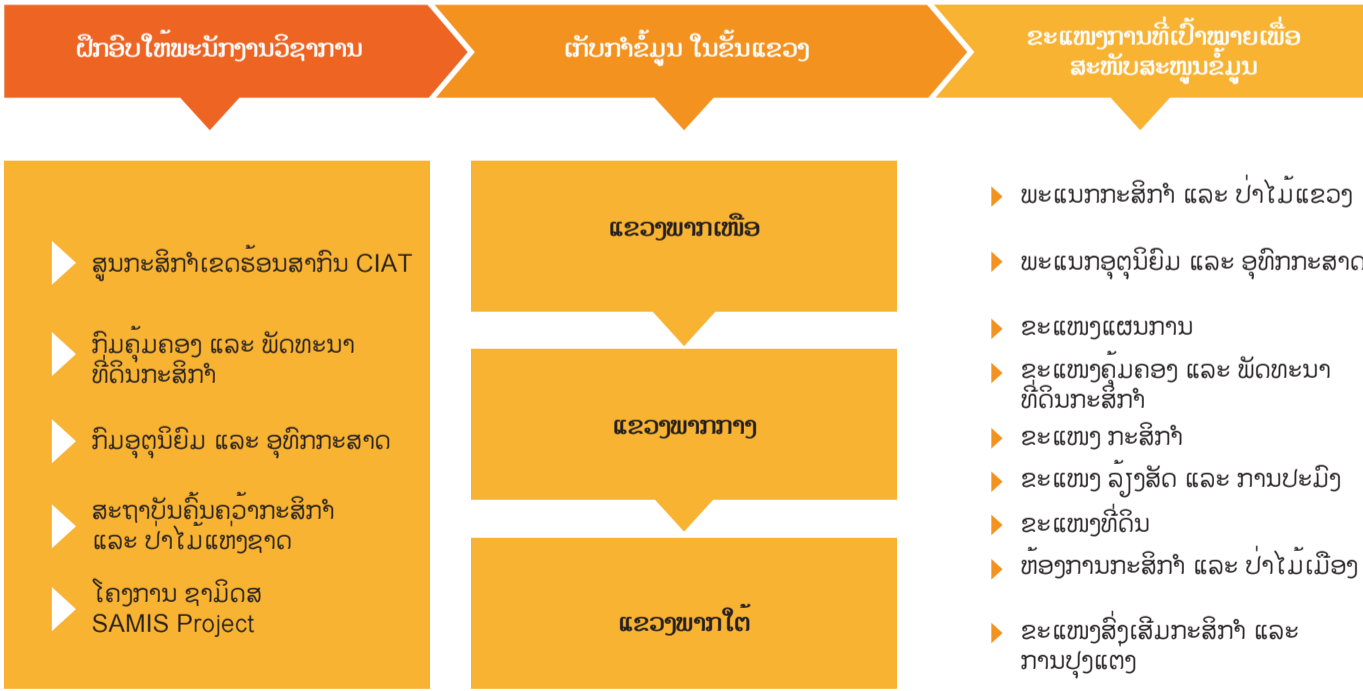 ຝຶກອົບໃຫ້ພະນັກງານວິຊາການ
ເກັບກຳຂໍ້ມູນ ໃນຂັ້ນແຂວງ
ຂະແໜງການທີ່ເປົ້າໝາຍເພື່ອ
ສະໜັບສະໜູນຂໍ້ມູນ
ສູນກະສິກຳເຂດຮ້ອນສາກົນ CIAT
ກົມຄຸ້ມຄອງ ແລະ ພັດທະນາ
ທີ່ດິນກະສິກຳ
ກົມອຸຕຸນິຍົມ ແລະ ອຸທົກກະສາດ
ສະຖາບັນຄົ້ນຄວ້າກະສິກຳ
ແລະ ປ່າໄມ້ແຫ່ງຊາດ
ໂຄງການ ຊາມິດສ
SAMIS Project
ແຂວງພາກເໜືອ
ແຂວງພາກກາງ
ແຂວງພາກໃຕ້
ພະແນກກະສິກຳ ແລະ ປ່າໄມ້ແຂວງ
ພະແນກອຸຕຸນິຍົມ ແລະ ອຸທົກກະສາດ
ຂະແໜງແຜນການ
ຂະແໜງຄຸ້ມຄອງ ແລະ ພັດທະນາ
ທີ່ດິນກະສິກຳ
ຂະແໜງ ກະສິກຳ
ຂະແໜງ ລ້ຽງສັດ ແລະ ການປະມົງ
ຂະແໜງທີ່ດິນ
ຫ້ອງການກະສິກຳ ແລະ ປ່າໄມ້ເມືອງ
ຂະແໜງສົ່ງເສີມກະສິກຳ ແລະ
ການປຸງແຕ່ງ